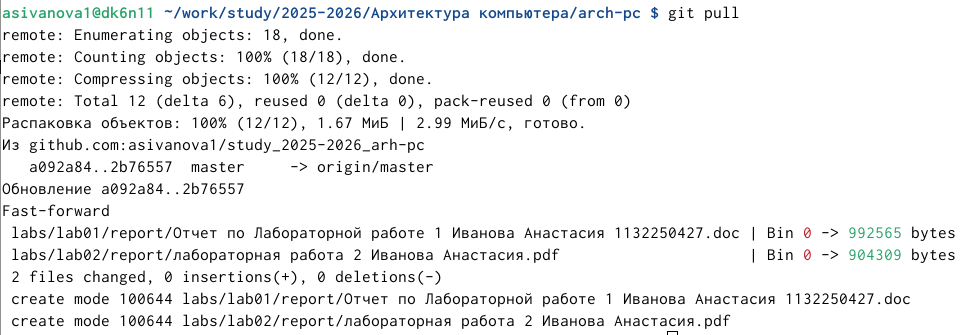 asivanova1@dk6n11 ~/work/study/2025-2026/Архитектура компьютера/arch-pc $ git pull
remote: Enumerating objects: 18, done.
remote: Counting objects: 100% (18/18), done.
remote: Compressing objects: 100% (12/12), done.
remote: Total 12 (delta 6), reused 0 (delta 0), pack-reused 0 (from 0)
Распаковка объектов: 100% (12/12), 1.67 МиБ | 2.99 МиБ/с, готово.
Из github.com:asivanova1/study_2025-2026_arh-pc
   a092a84..2b76557  master     -> origin/master
Обновление a092a84..2b76557
Fast-forward
 labs/lab01/report/Отчет по Лабораторной работе 1 Иванова Анастасия 1132250427.doc | Bin 0 -> 992565 bytes
 labs/lab02/report/лабораторная работа 2 Иванова Анастасия.pdf                     | Bin 0 -> 904309 bytes
 2 files changed, 0 insertions(+), 0 deletions(-)
 create mode 100644 labs/lab01/report/Отчет по Лабораторной работе 1 Иванова Анастасия 1132250427.doc
 create mode 100644 labs/lab02/report/лабораторная работа 2 Иванова Анастасия.pdf